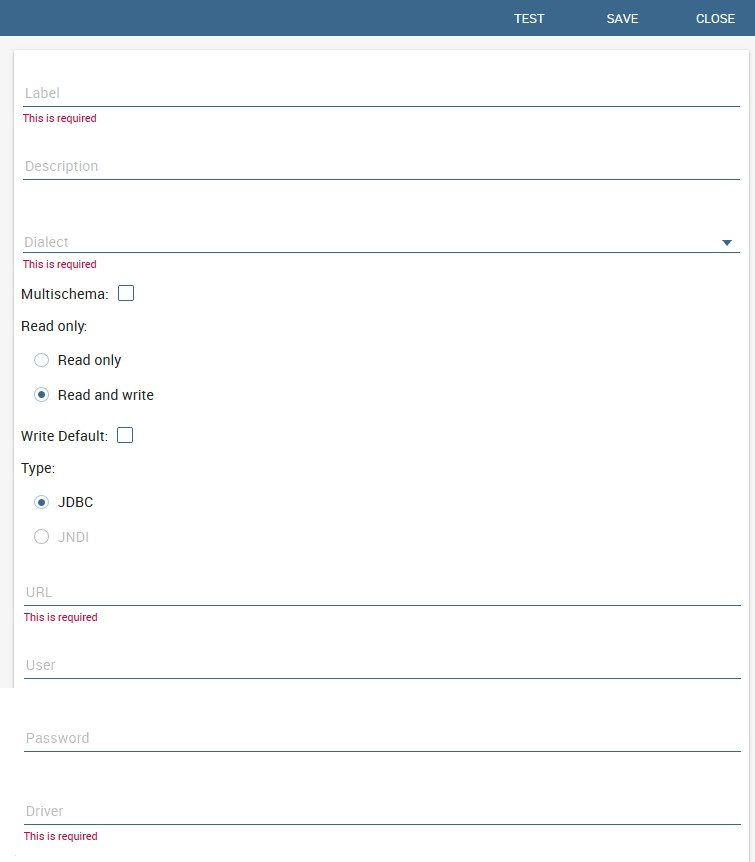 TEST SAVE CLOSE
Label
This is required
Description
Dialect
This is required
Multischema:
Read only:
Read only
Read and write
Write Default:
Type:
JDBC
JNDI
URL
This is required
User
Password
Driver
This is required